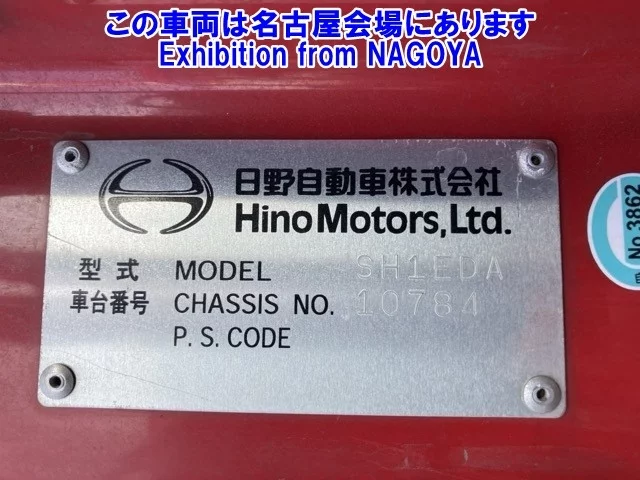 この車両は名古屋会場にあります
Exhibition from NAGOYA
日野自動車株式会社
Hino Motors, Ltd.
型式 MODEL SH1EDA
車台番号 CHASSIS NO. 10784
P. S. CODE
No.3862